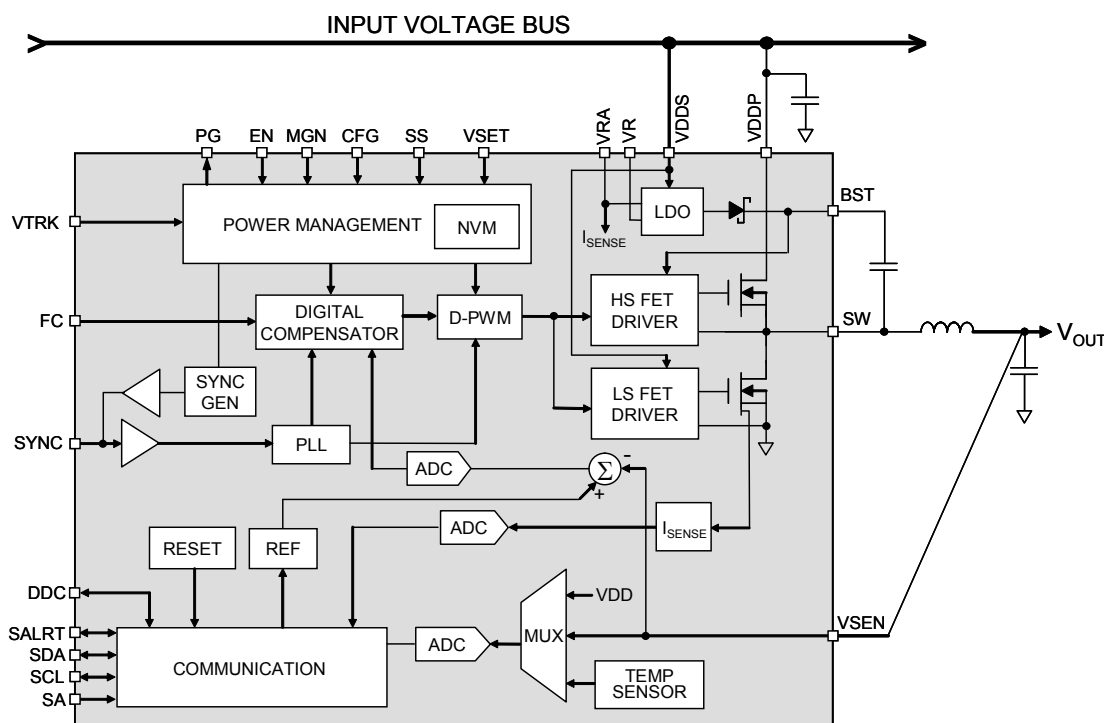 INPUT VOLTAGE BUS
PG
EN
MGN
CFG
SS
VSET
VRA
VR
VDDS
VDDP
VTRK
POWER MANAGEMENT
NVM
LDO
BST
ISENSE
FC
DIGITAL
COMPENSATOR
D-PWM
HS FET
DRIVER
SW
VOUT
SYNC
GEN
LS FET
DRIVER
SYNC
PLL
ADC
Σ
-
+
ADC
ISENSE
RESET
REF
DDC
SALRT
SDA
SCL
SA
COMMUNICATION
ADC
MUX
VDD
VSEN
TEMP
SENSOR